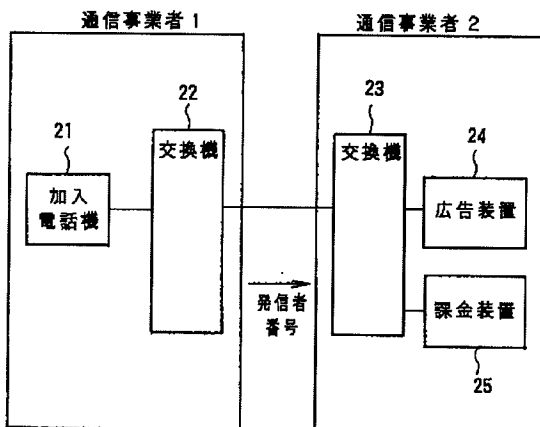 通信事業者 1
通信事業者 2
21
22
23
24
加入
電話機
交換機
交換機
広告装置
発信者
番号
課金装置
25